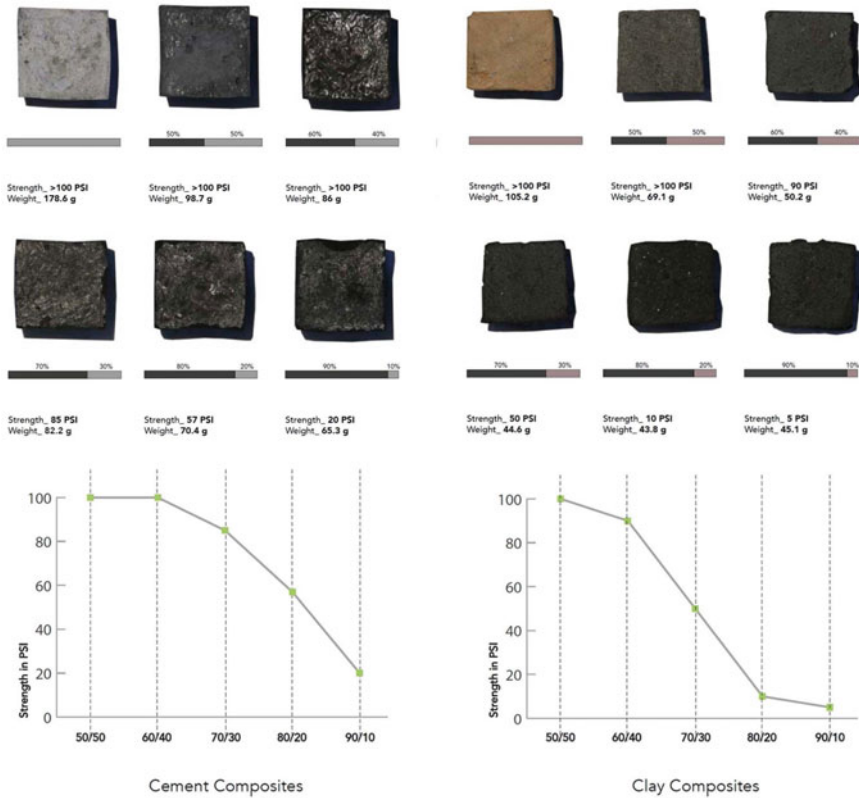 50% 50%
60% 40%
50% 50%
60% 40%
Strength_ >100 PSI
Weight_ 178.6 g
Strength_ >100 PSI
Weight_ 98.7 g
Strength_ >100 PSI
Weight_ 86 g
Strength_ >100 PSI
Weight_ 105.2 g
Strength_ >100 PSI
Weight_ 69.1 g
Strength_ 90 PSI
Weight_ 50.2 g
70% 30%
80% 20%
90% 10%
70% 30%
80% 20%
90% 10%
Strength_ 85 PSI
Weight_ 82.2 g
Strength_ 57 PSI
Weight_ 70.4 g
Strength_ 20 PSI
Weight_ 65.3 g
Strength_ 50 PSI
Weight_ 44.6 g
Strength_ 10 PSI
Weight_ 43.8 g
Strength_ 5 PSI
Weight_ 45.1 g
Strength in PSI
100
80
60
40
20
0
50/50 60/40 70/30 80/20 90/10
Cement Composites
Strength in PSI
100
80
60
40
20
0
50/50 60/40 70/30 80/20 90/10
Clay Composites